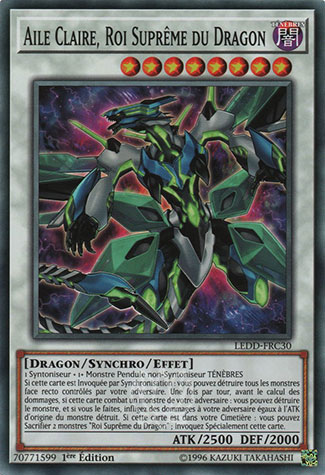 Aile Claire, Roi Suprême du Dragon
TÉNÈBRES
闇
LEDD-FRC30
[Dragon/Synchro/Effet]
1 Syntoniseur + 1+ Monstre Pendule non-Syntoniseur TÉNÈBRES
Si cette carte est Invoquée par Synchronisation : vous pouvez détruire tous les monstres
face recto contrôlés par votre adversaire. Une fois par tour, avant le calcul des
dommages, si cette carte combat un monstre de votre adversaire : vous pouvez détruire
le monstre, et si vous le faites, infligez des dommages à votre adversaire égaux à l'ATK
d'origine du monstre détruit. Si cette carte est dans votre Cimetière : vous pouvez
Sacrifier 2 monstres "Roi Suprême du Dragon" ; invoquez Spécialement cette carte.
ATK/2500 DEF/2000
70771599 1ère Edition ©1996 KAZUKI TAKAHASHI